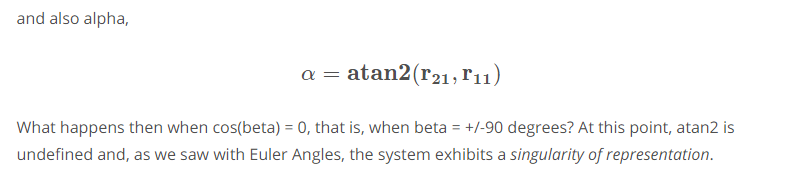 and also alpha,
α = atan2(r21, r11)
What happens then when cos(beta) = 0, that is, when beta = +/-90 degrees? At this point, atan2 is
undefined and, as we saw with Euler Angles, the system exhibits a singularity of representation.